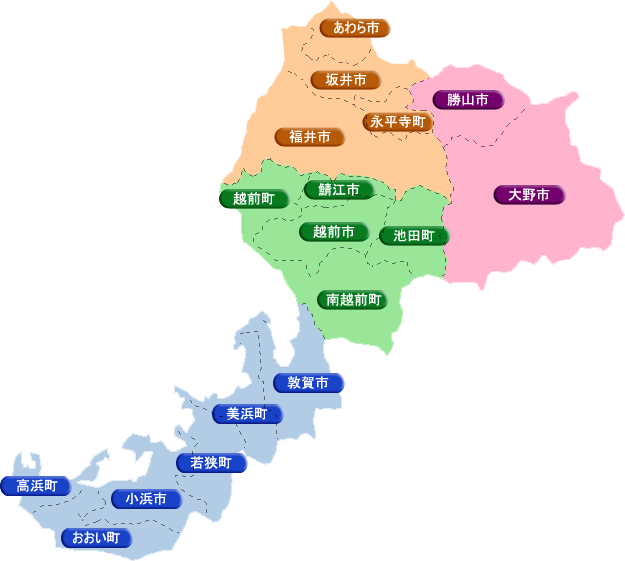 あわら市
坂井市
勝山市
永平寺町
福井市
鯖江市
大野市
越前町
越前市
池田町
南越前町
敦賀市
美浜町
若狭町
高浜町
小浜市
おおい町